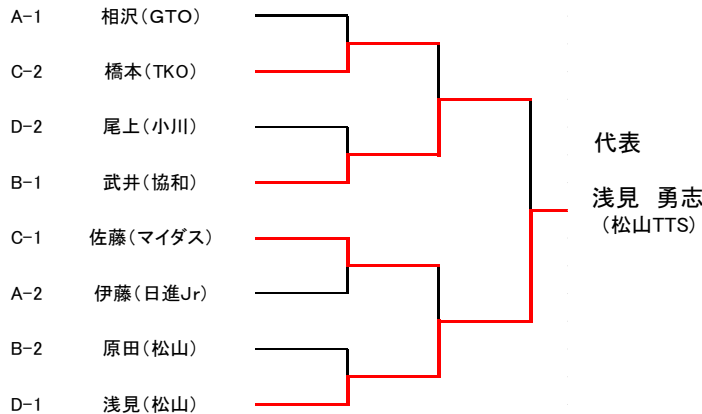 A-1 相沢(GTO)
C-2 橋本(TKO)
D-2 尾上(小川)
B-1 武井(協和)
C-1 佐藤(マイダス)
A-2 伊藤(日進Jr)
B-2 原田(松山)
D-1 浅見(松山)
代表
浅見 勇志
(松山TTS)